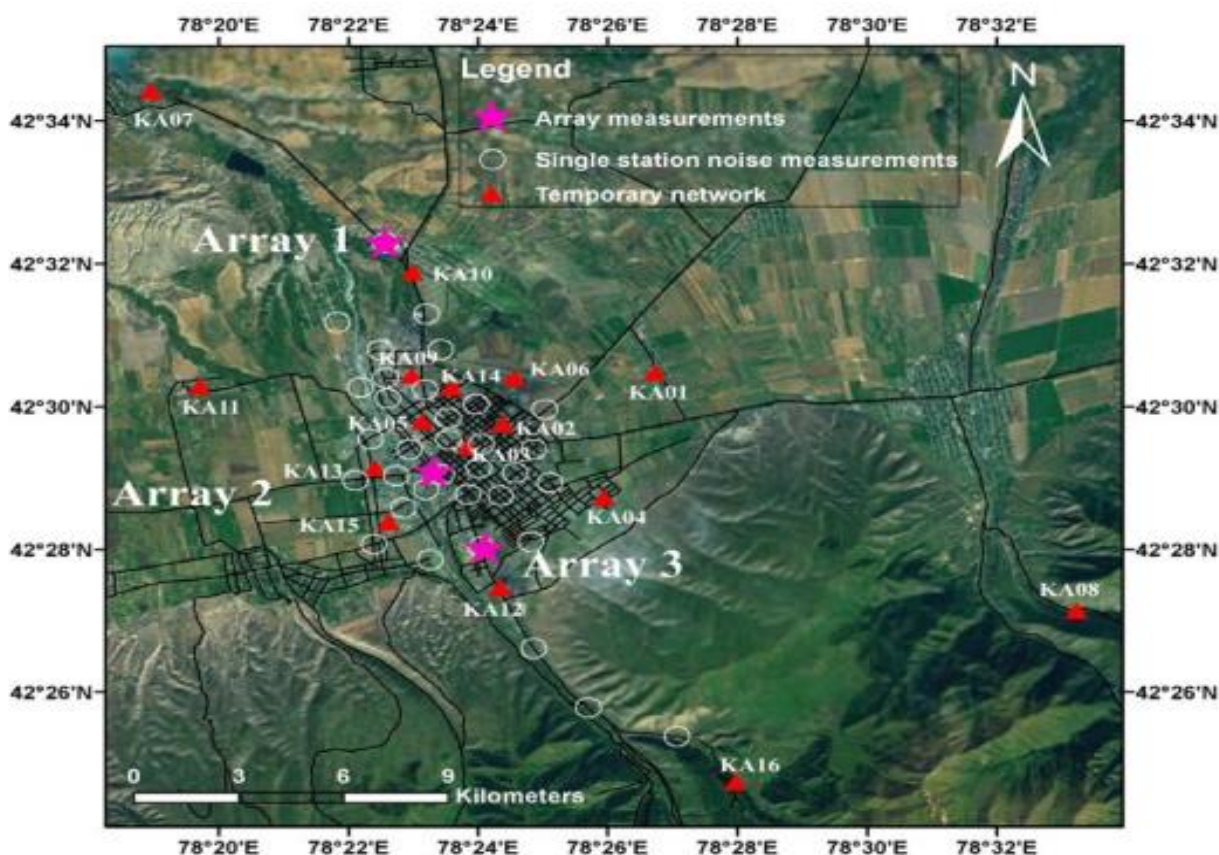 78°20'E 78°22'E 78°24'E 78°26'E 78°28'E 78°30'E 78°32'E
Legend
N
Array measurements
42°34'N 42°34'N
KA07
Single station noise measurements
Temporary network
Array 1
42°32'N 42°32'N
KA10
KA09
KA14 KA06
KA01
KA11
42°30'N 42°30'N
KA05 KA02
KA03
KA13
Array 2
KA04
KA15
42°28'N 42°28'N
Array 3
KA12
KA08
42°26'N 42°26'N
KA16
0 3 6 9
Kilometers
78°20'E 78°22'E 78°24'E 78°26'E 78°28'E 78°30'E 78°32'E